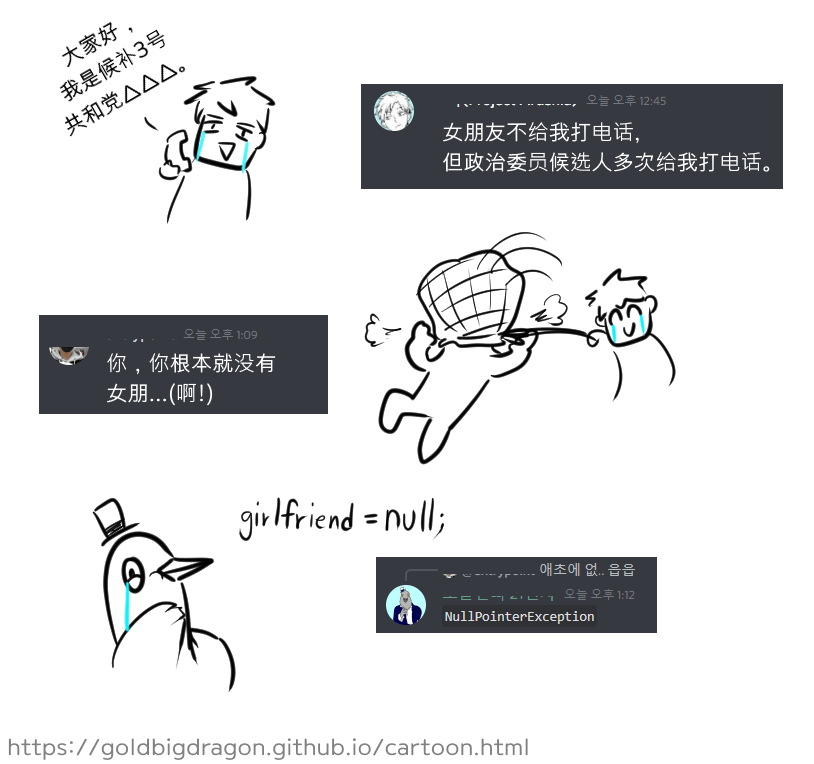 大家好，
我是候补3号
共和党△△△。
오늘 오후 12:45
女朋友不给我打电话,
但政治委员候选人多次给我打电话。
오늘 오후 1:09
你，你根本就没有
女朋...(啊!)
girlfriend = null;
애초에 없.. 읍읍
오늘 오후 1:12
NullPointerException
https://goldbigdragon.github.io/cartoon.html